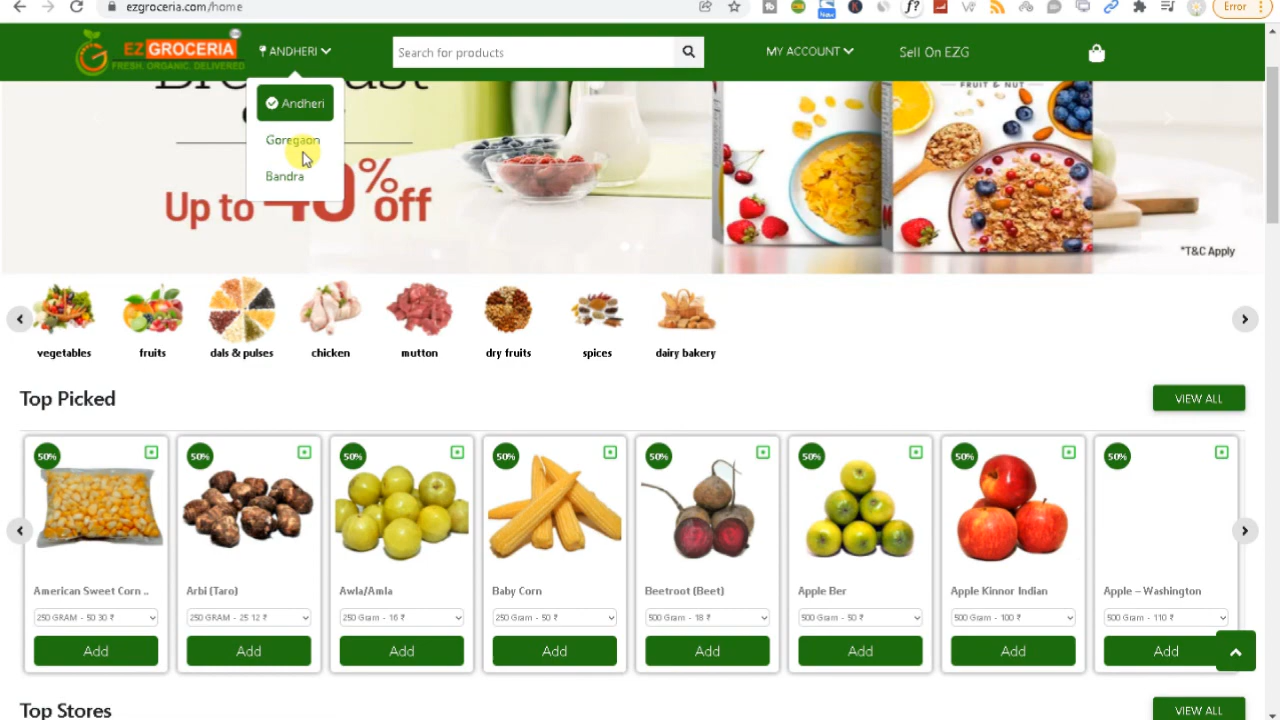 ezgroceria.com/home
Error
EZ GROCERIA
FRESH. ORGANIC. DELIVERED
ANDHERI
Search for products
MY ACCOUNT
Sell On EZG
Andheri
Goregaon
Bandra
Up to 40% off
FRUIT & NUTS
*T&C Apply
vegetables
fruits
dals & pulses
chicken
mutton
dry fruits
spices
dairy bakery
Top Picked
VIEW ALL
50%
50%
50%
50%
50%
50%
50%
50%
American Sweet Corn ..
Arbi (Taro)
Awla/Amla
Baby Corn
Beetroot (Beet)
Apple Ber
Apple Kinnor Indian
Apple – Washington
250 GRAM - 50 30 ₹
250 GRAM - 25 12 ₹
250 Gram - 16 ₹
250 Gram - 50 ₹
500 Gram - 18 ₹
500 Gram - 50 ₹
500 Gram - 100 ₹
500 Gram - 110 ₹
Add
Add
Add
Add
Add
Add
Add
Add
Top Stores
VIEW ALL